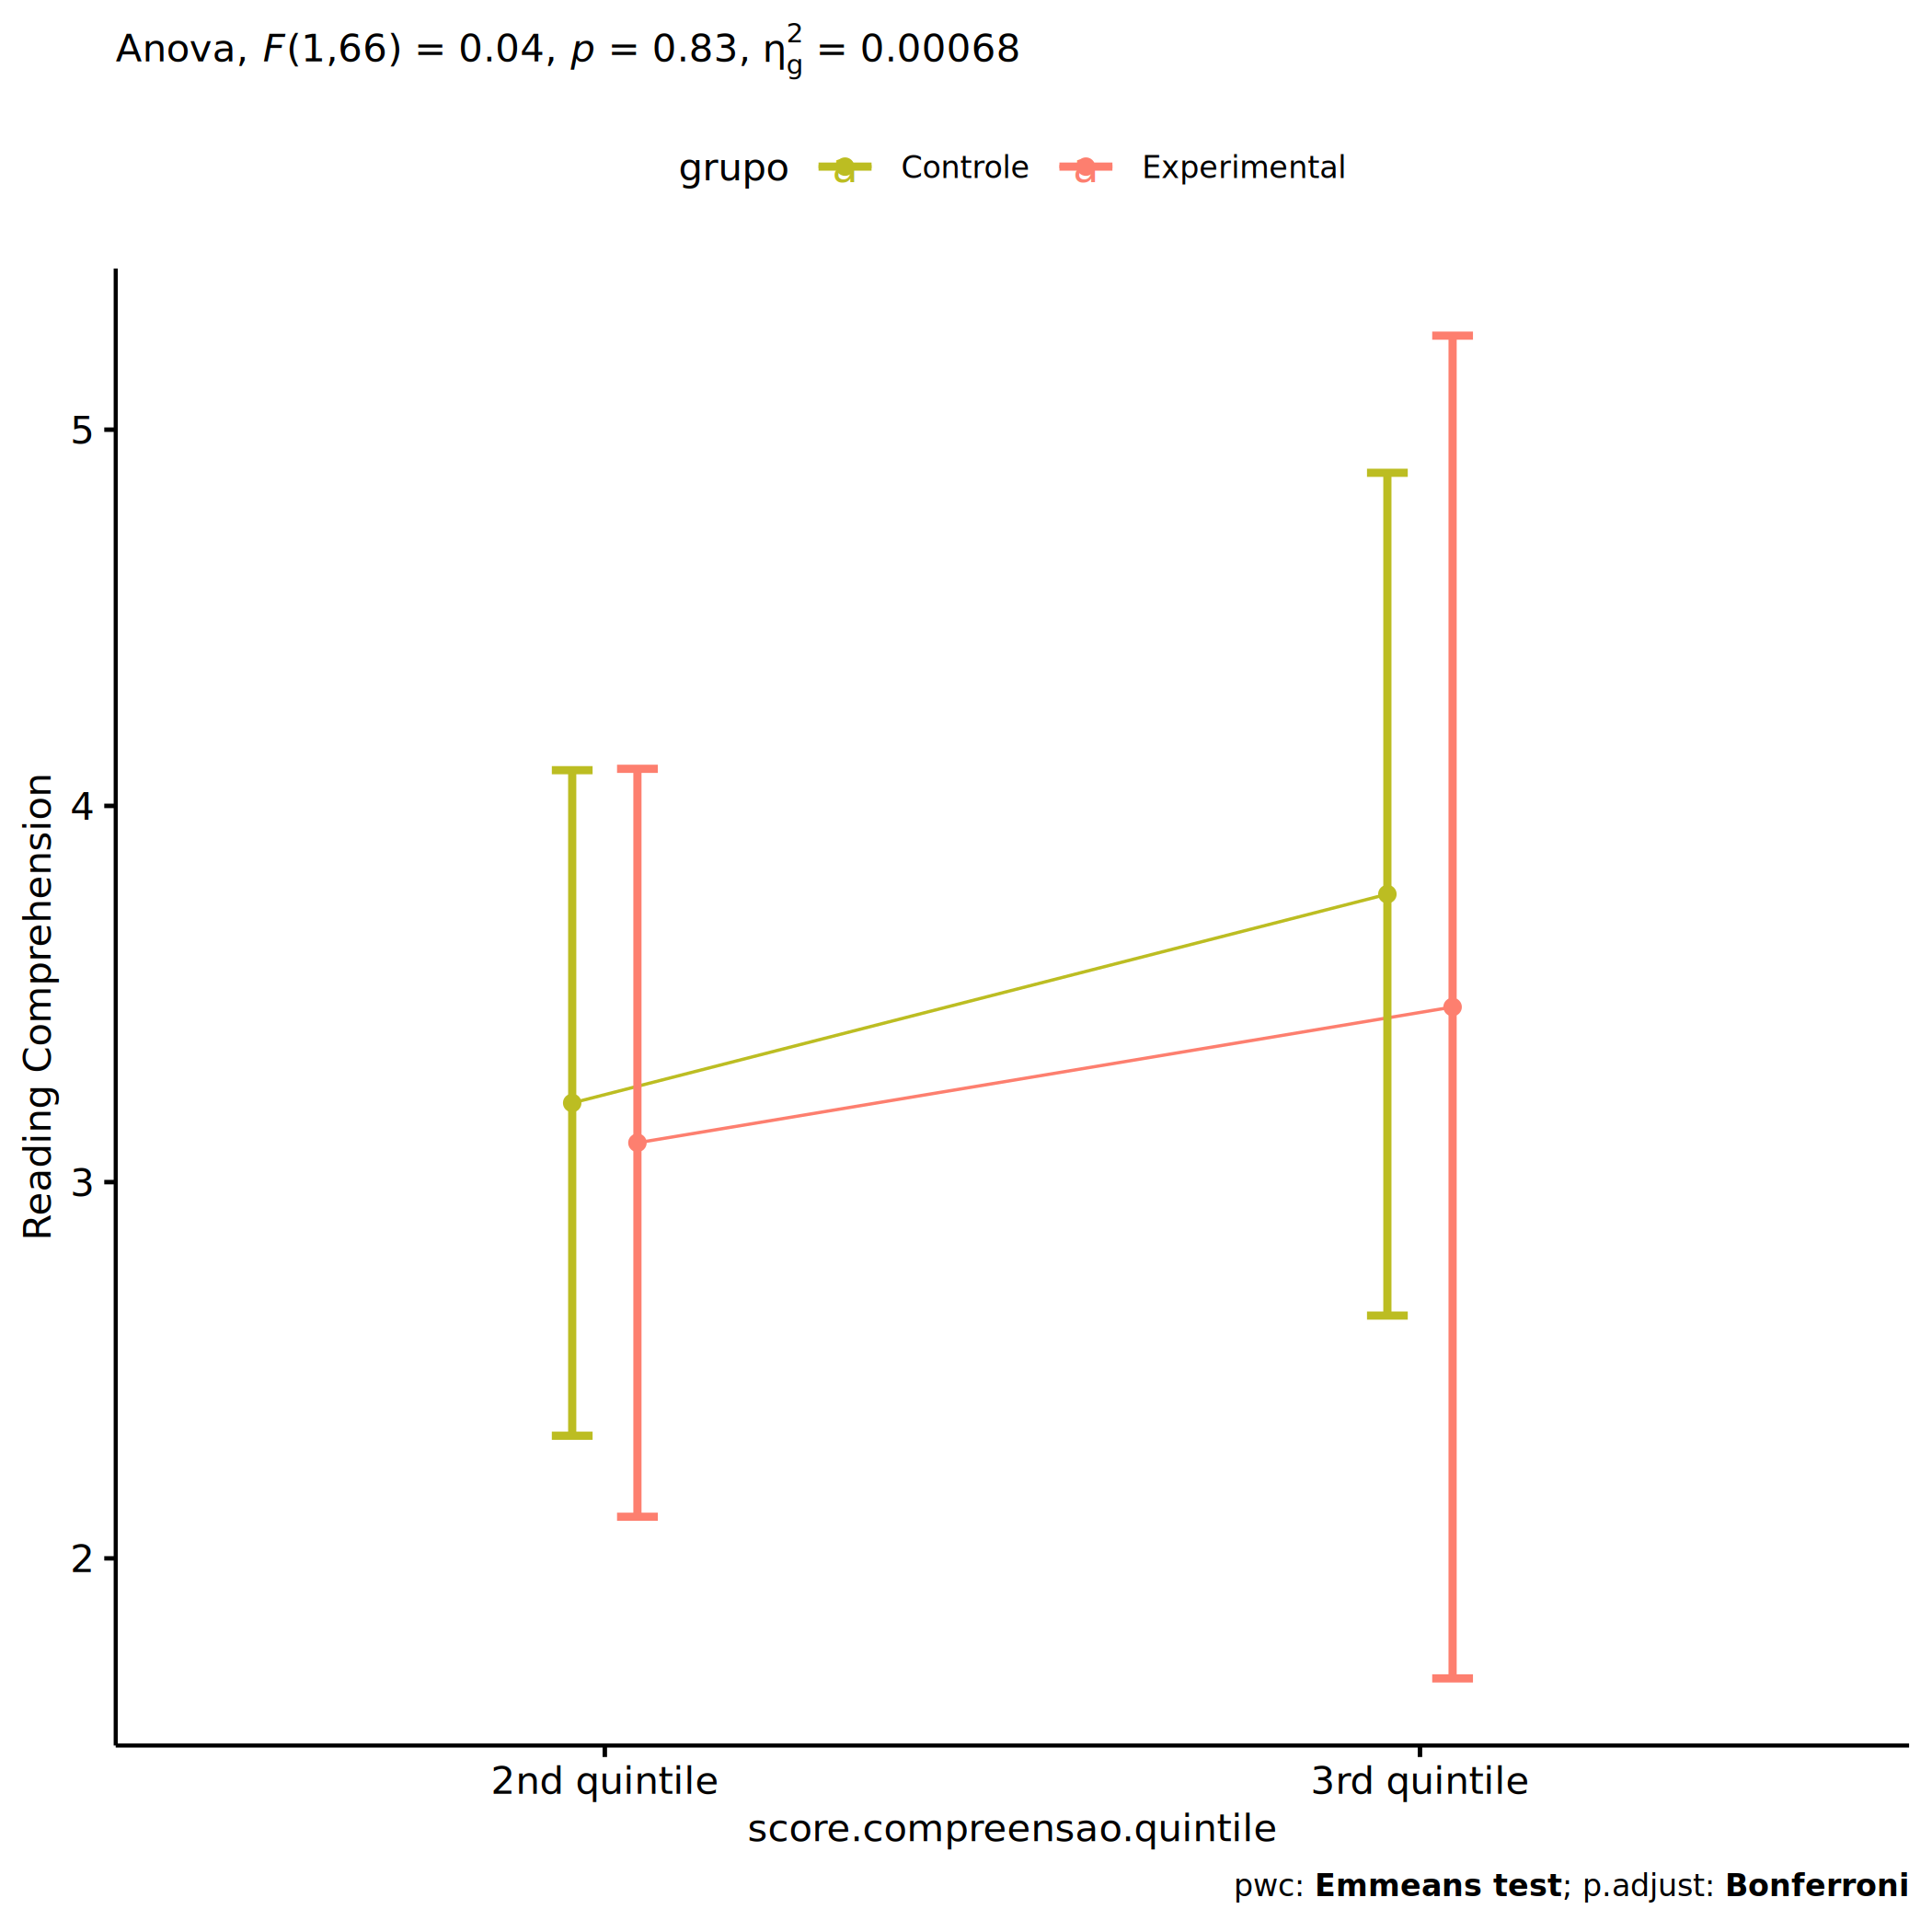 Anova, F(1,66) = 0.04, p = 0.83, η²g = 0.00068
grupo a Controle a Experimental
Reading Comprehension
5
4
3
2
2nd quintile 3rd quintile
score.compreensao.quintile
pwc: Emmeans test; p.adjust: Bonferroni